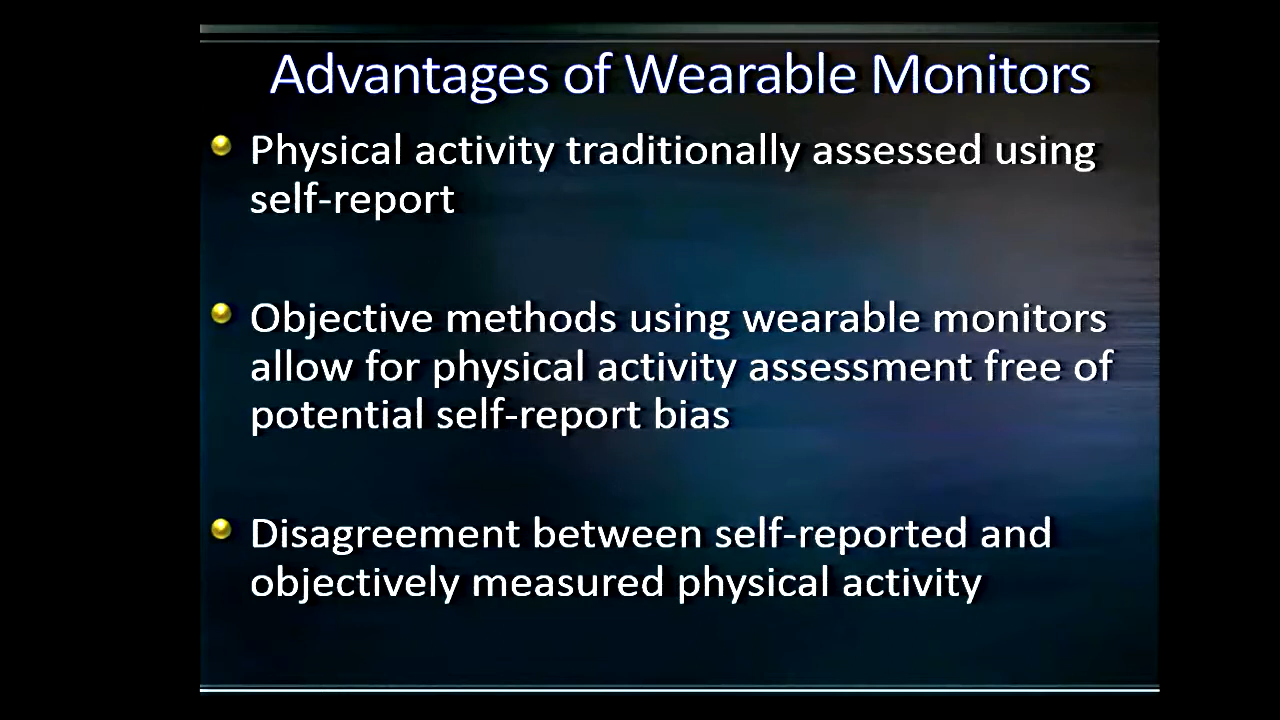 Advantages of Wearable Monitors
Physical activity traditionally assessed using
self-report
Objective methods using wearable monitors
allow for physical activity assessment free of
potential self-report bias
Disagreement between self-reported and
objectively measured physical activity